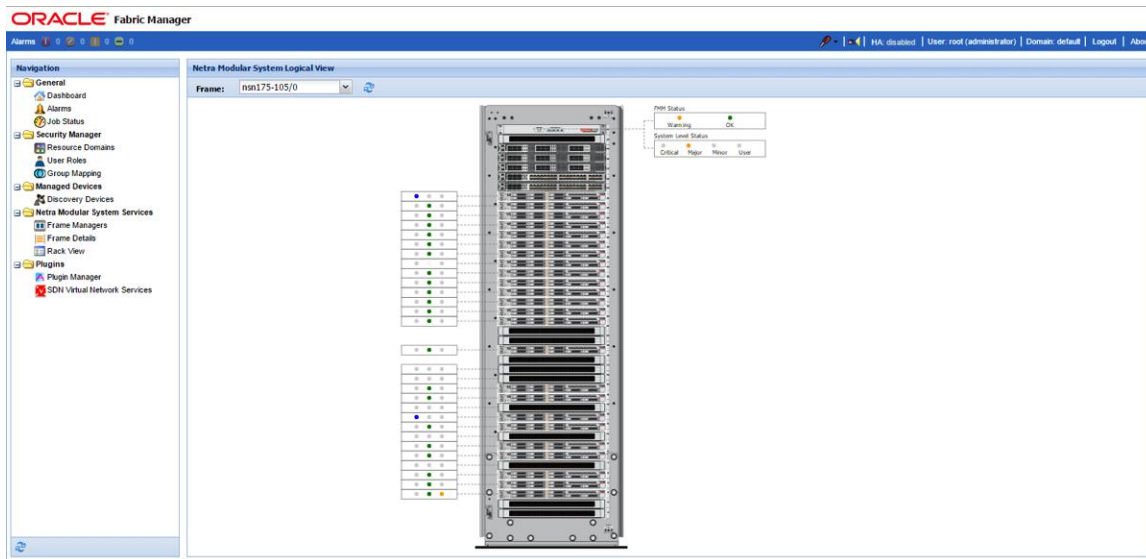 ORACLE Fabric Manager
Alarms 0 0 0 0
HA: disabled | User: root (administrator) | Domain: default | Logout | Abo
Navigation
General
Dashboard
Alarms
Job Status
Security Manager
Resource Domains
User Roles
Group Mapping
Managed Devices
Discovery Devices
Netra Modular System Services
Frame Managers
Frame Details
Rack View
Plugins
Plugin Manager
SDN Virtual Network Services
Netra Modular System Logical View
Frame: nsn175-105/0
FMM Status
Warning OK
System Level Status
Critical Major Minor User